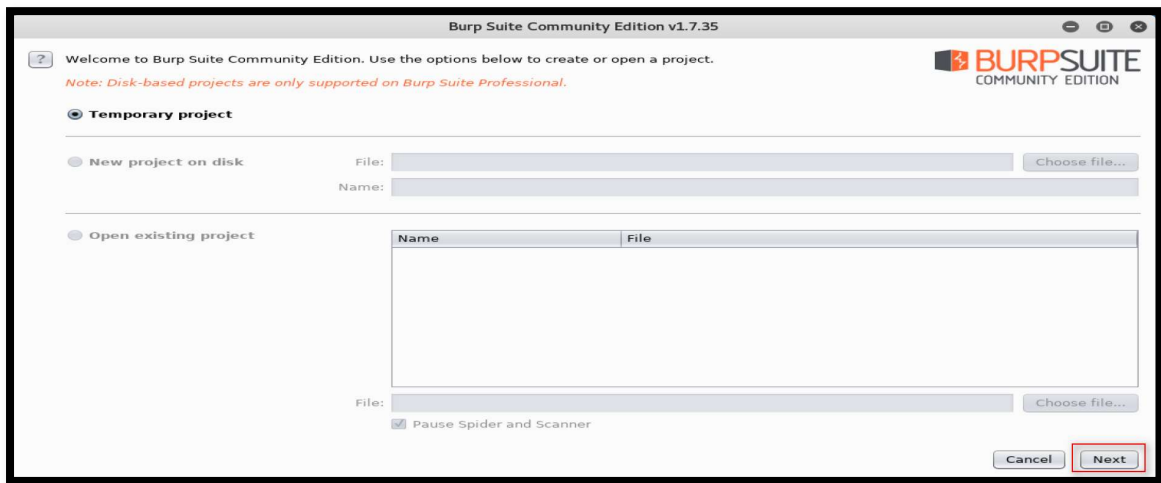 Burp Suite Community Edition v1.7.35
? Welcome to Burp Suite Community Edition. Use the options below to create or open a project.
BURPSUITE
COMMUNITY EDITION
Note: Disk-based projects are only supported on Burp Suite Professional.
Temporary project
New project on disk
File:
Choose file...
Name:
Open existing project
Name
File
File:
Choose file...
Pause Spider and Scanner
Cancel
Next